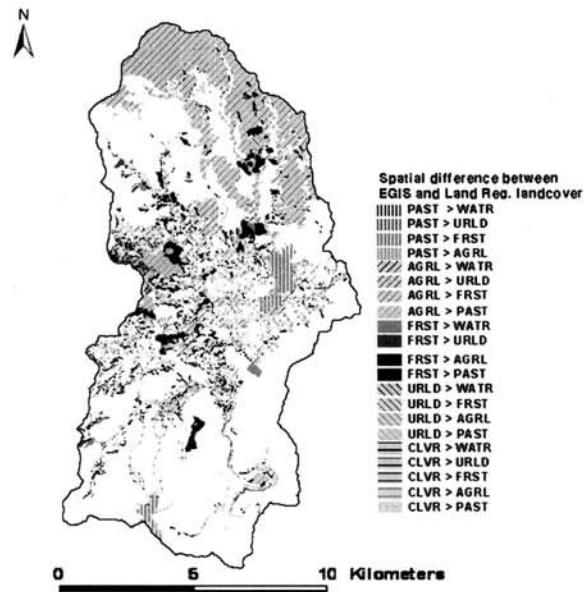 N
Spatial difference between
EGIS and Land Reg. landcover
PAST > WATR
PAST > URLD
PAST > FRST
PAST > AGRL
AGRL > WATR
AGRL > URLD
AGRL > FRST
AGRL > PAST
FRST > WATR
FRST > URLD
FRST > AGRL
FRST > PAST
URLD > WATR
URLD > FRST
URLD > AGRL
URLD > PAST
CLVR > WATR
CLVR > URLD
CLVR > FRST
CLVR > AGRL
CLVR > PAST
0 5 10 Kilometers